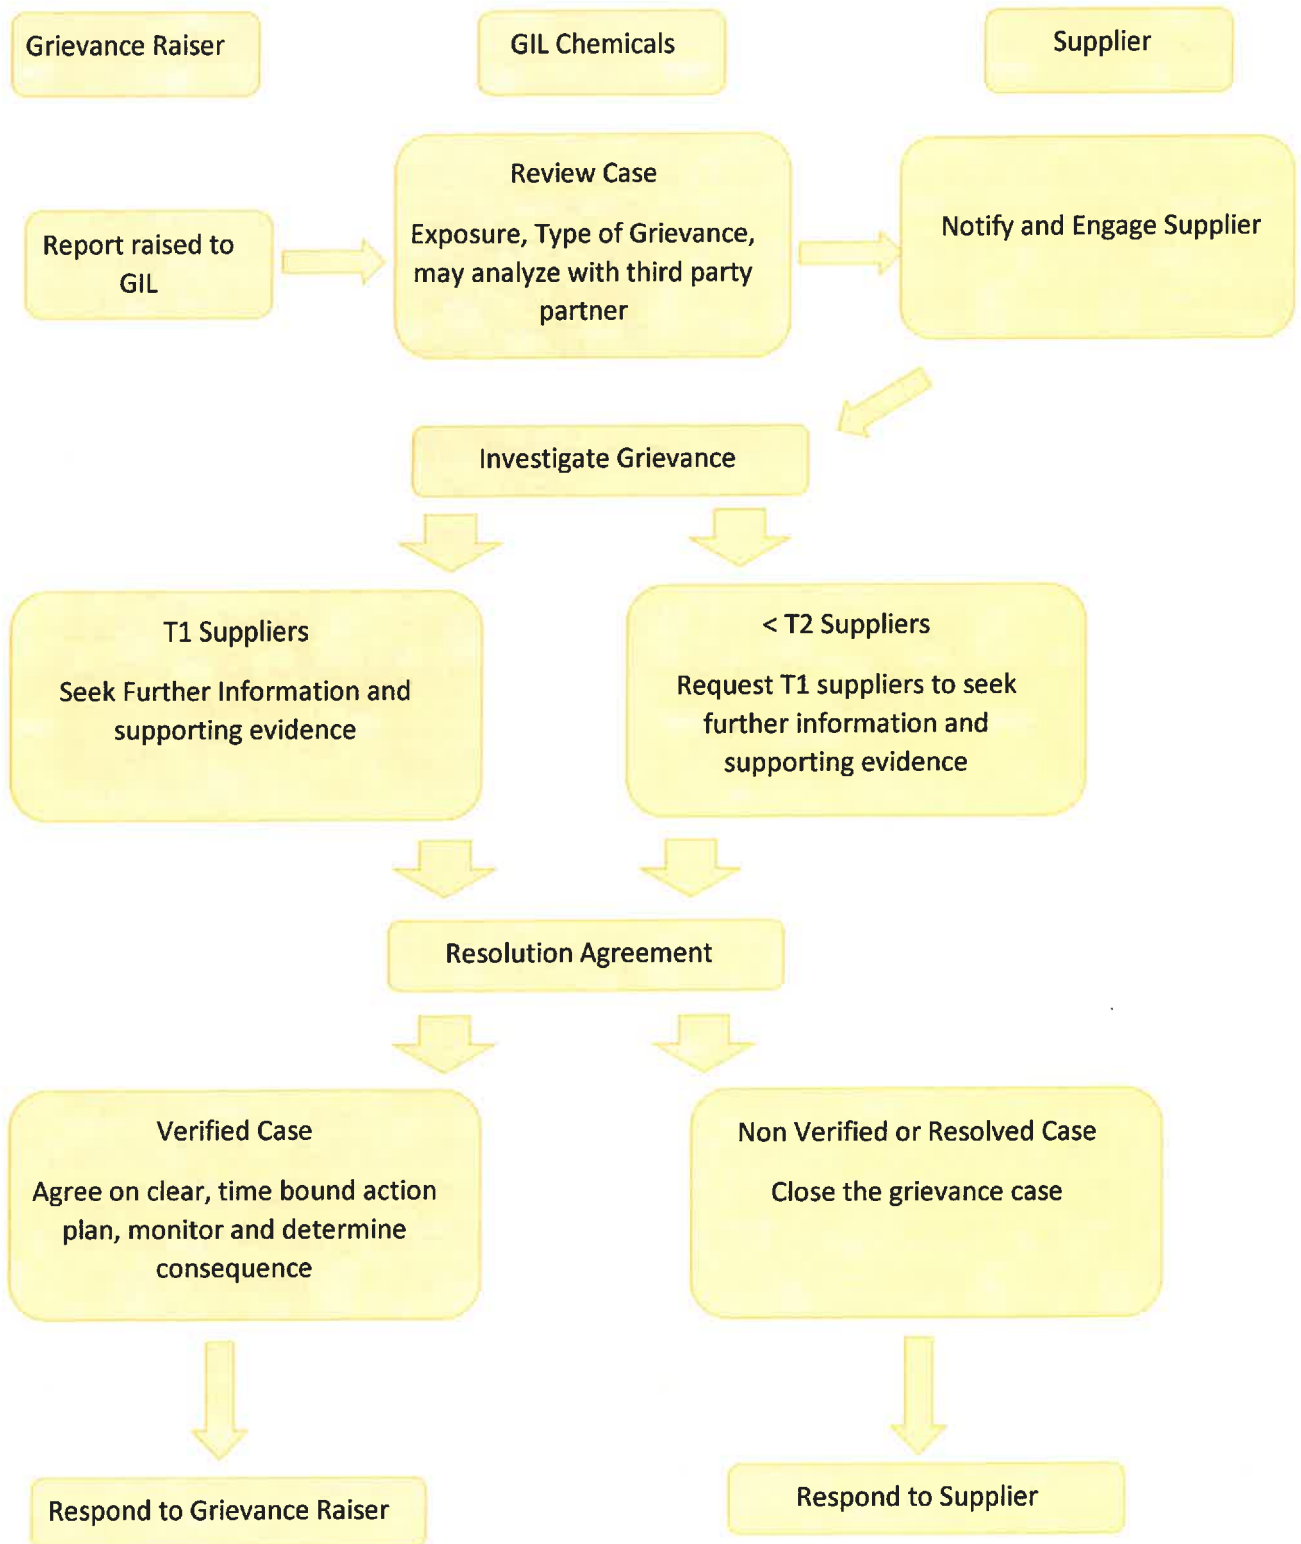 Grievance Raiser
GIL Chemicals
Supplier
Report raised to
GIL
Review Case
Exposure, Type of Grievance,
may analyze with third party
partner
Notify and Engage Supplier
Investigate Grievance
T1 Suppliers
Seek Further Information and
supporting evidence
< T2 Suppliers
Request T1 suppliers to seek
further information and
supporting evidence
Resolution Agreement
Verified Case
Agree on clear, time bound action
plan, monitor and determine
consequence
Non Verified or Resolved Case
Close the grievance case
Respond to Grievance Raiser
Respond to Supplier